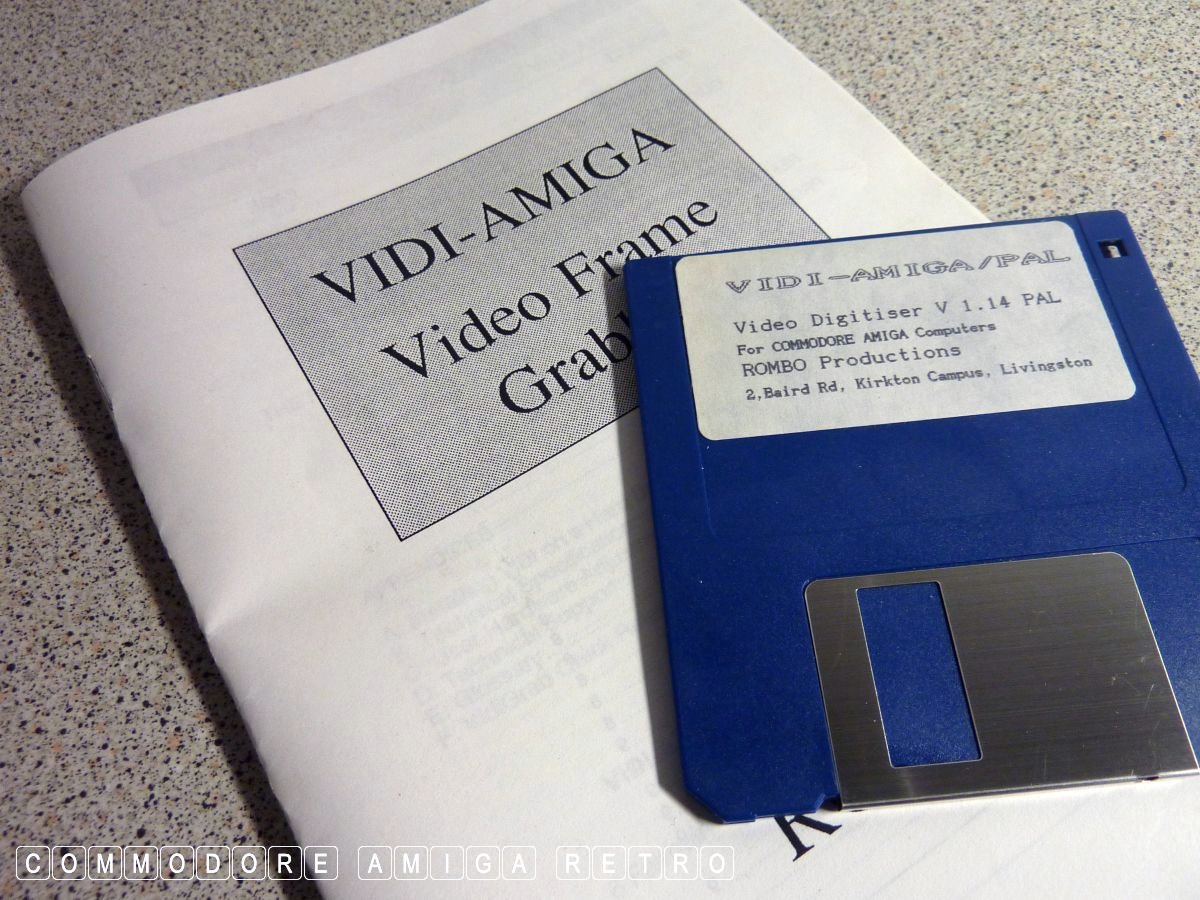 VIDI-AMIGA
Video Frame
Grab
VIDI-AMIGA/PAL
Video Digitiser V 1.14 PAL
For COMMODORE AMIGA Computers
ROMBO Productions
2,Baird Rd, Kirkton Campus, Livingston
R
COMMODORE AMIGA RETRO